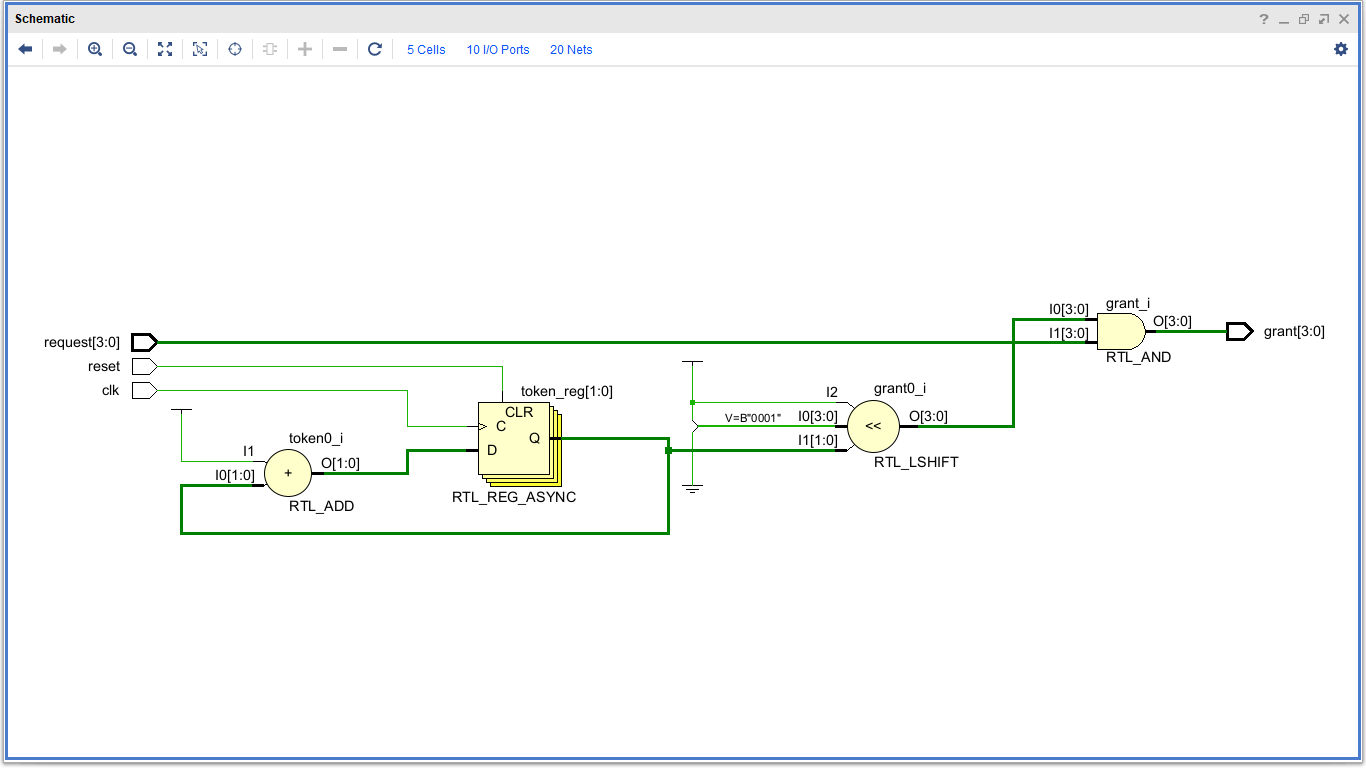 Schematic
5 Cells 10 I/O Ports 20 Nets
request[3:0]
reset
clk
I1
I0[1:0]
token0_i
+
O[1:0]
RTL_ADD
token_reg[1:0]
CLR
C
Q
D
RTL_REG_ASYNC
V=B"0001"
I2
I0[3:0]
I1[1:0]
grant0_i
<<
O[3:0]
RTL_LSHIFT
I0[3:0]
I1[3:0]
grant_i
O[3:0]
RTL_AND
grant[3:0]